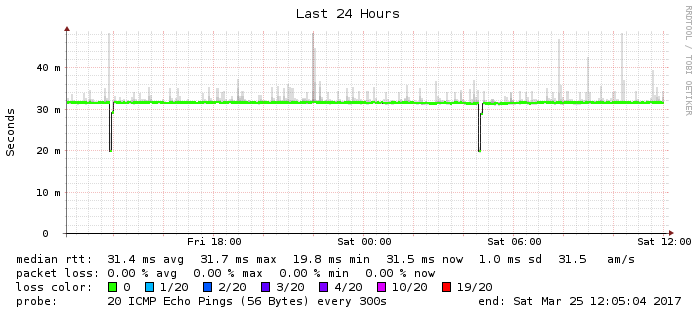 Last 24 Hours
RRDTOOL / TOBI OETIKER
Seconds
40 m
30 m
20 m
10 m
0
Fri 18:00 Sat 00:00 Sat 06:00 Sat 12:00
median rtt: 31.4 ms avg 31.7 ms max 19.8 ms min 31.5 ms now 1.0 ms sd 31.5 am/s
packet loss: 0.00 % avg 0.00 % max 0.00 % min 0.00 % now
loss color: 0 1/20 2/20 3/20 4/20 10/20 19/20
probe: 20 ICMP Echo Pings (56 Bytes) every 300s end: Sat Mar 25 12:05:04 2017